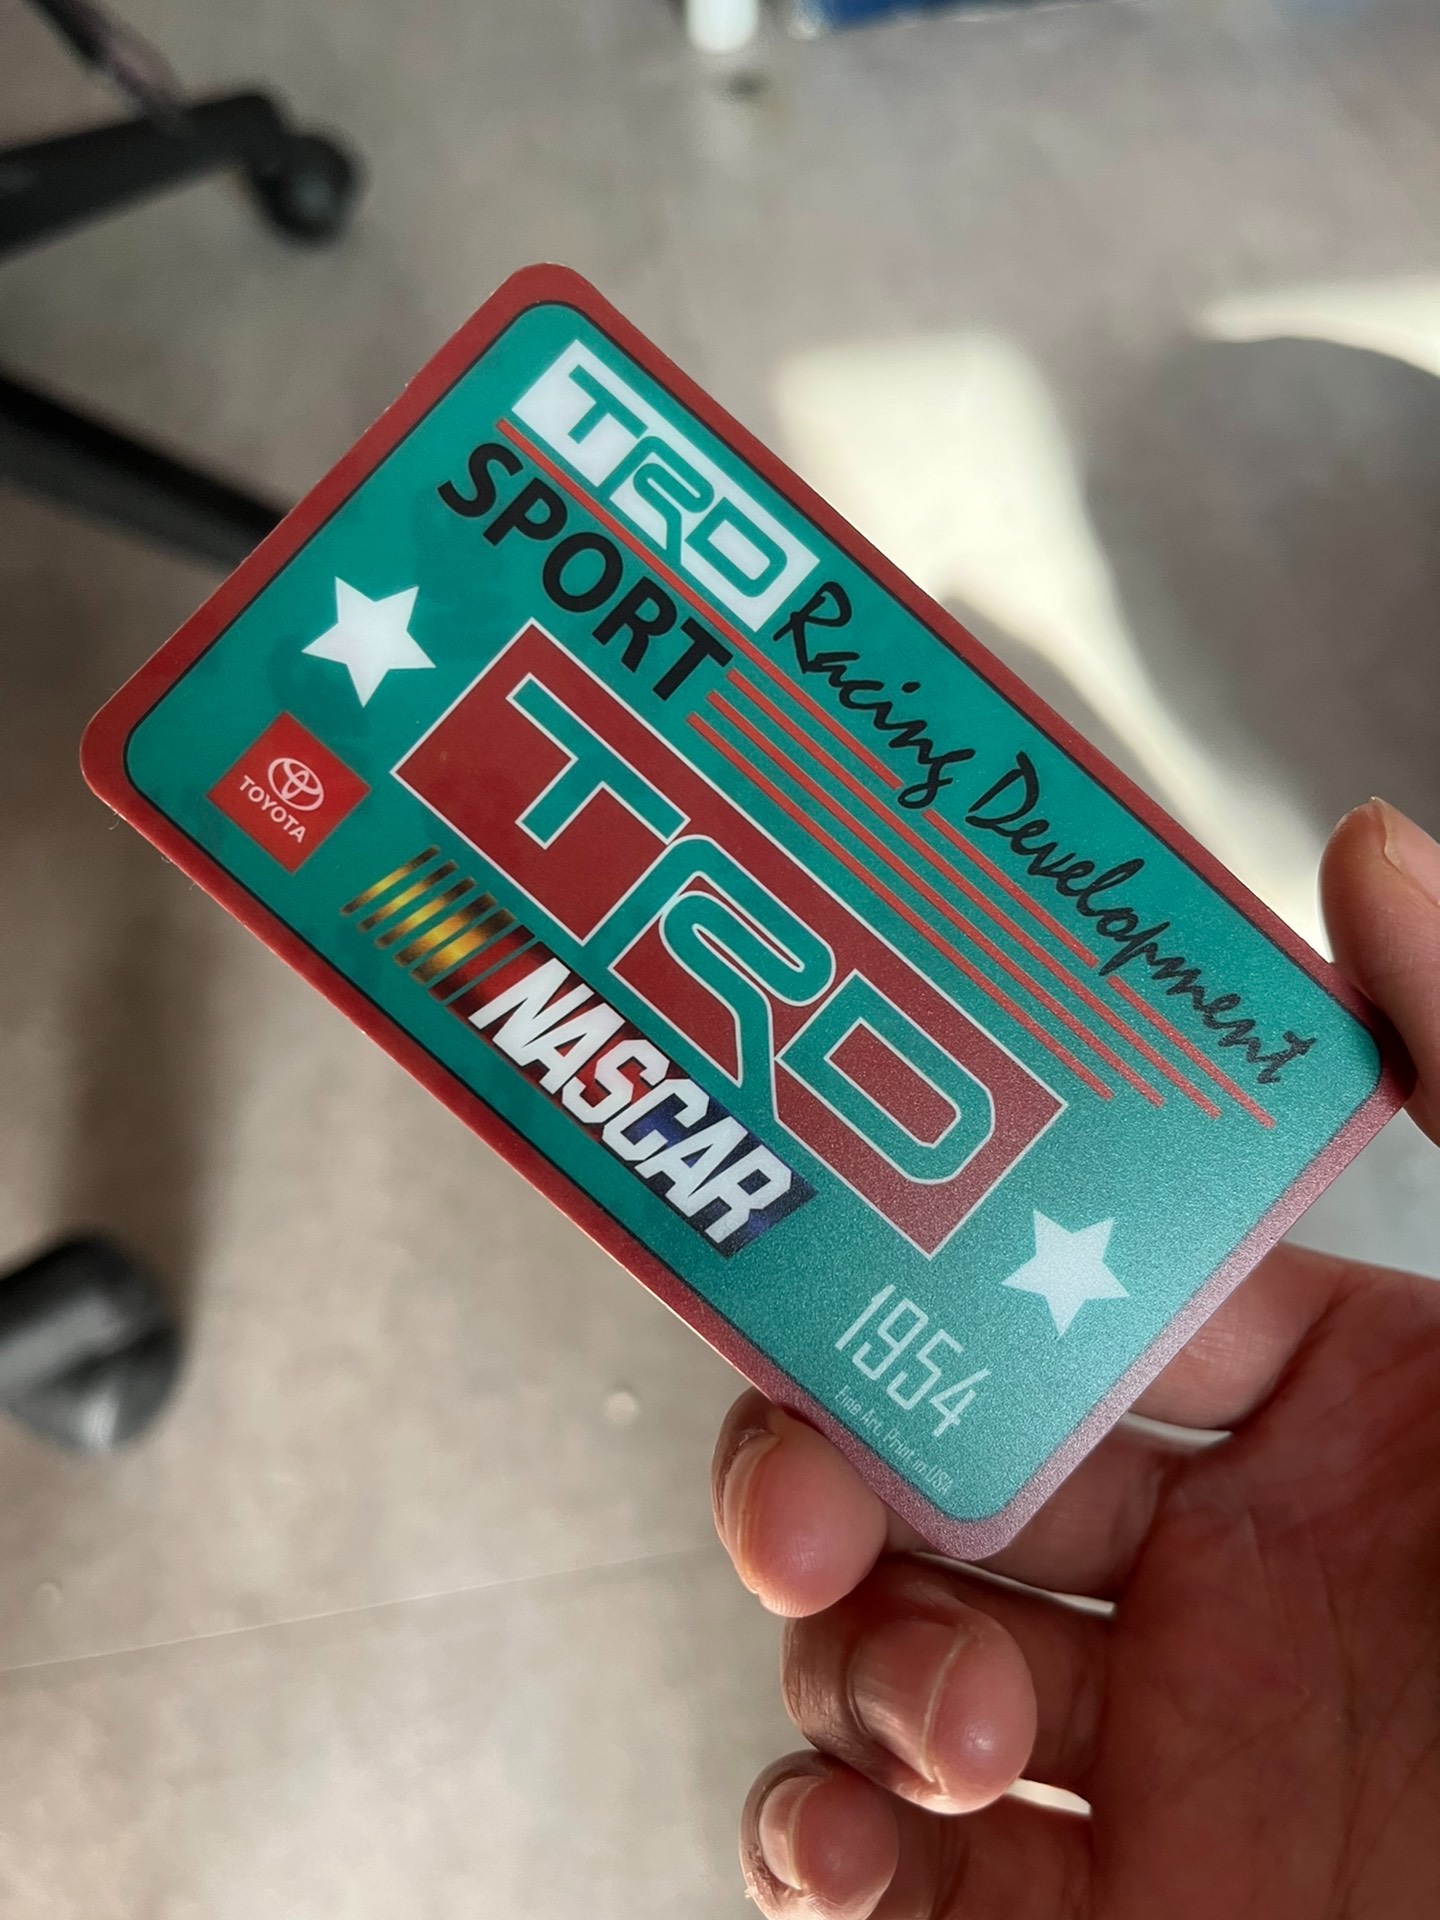 TRD Racing Development
SPORT
TRD
TOYOTA
NASCAR
1954
Fine Art. Print in USA